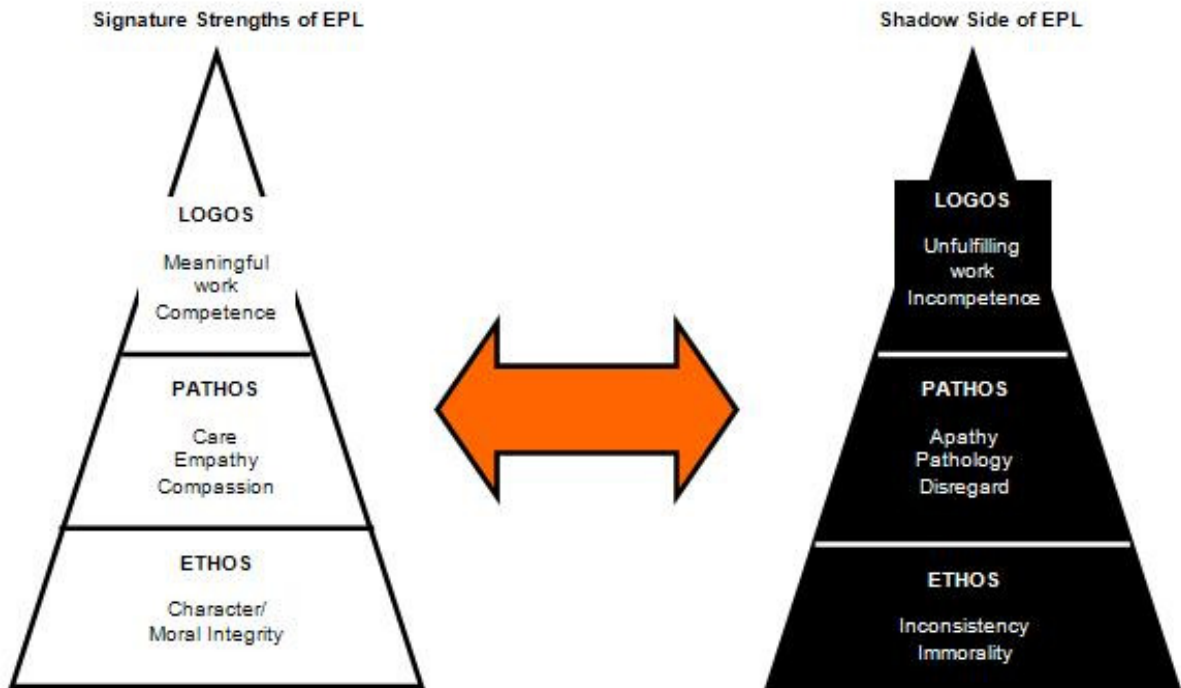 Signature Strengths of EPL
LOGOS
Meaningful
work
Competence
PATHOS
Care
Empathy
Compassion
ETHOS
Character/
Moral Integrity
Shadow Side of EPL
LOGOS
Unfulfilling
work
Incompetence
PATHOS
Apathy
Pathology
Disregard
ETHOS
Inconsistency
Immorality